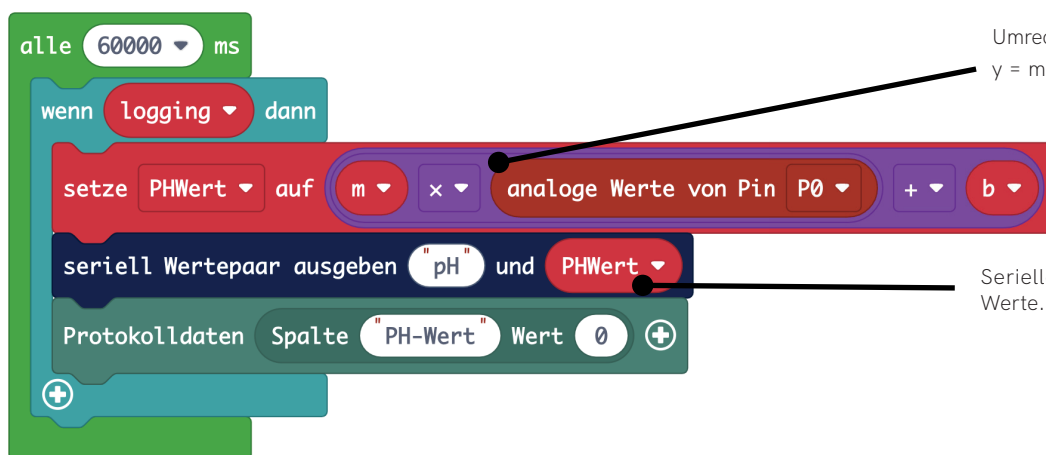 alle 60000 ms
Umrec
y = m
wenn logging dann
setze PHWert auf m × analoge Werte von Pin P0 + b
seriell Wertepaar ausgeben "pH" und PHWert
Seriell
Werte.
Protokolldaten Spalte "PH-Wert" Wert 0